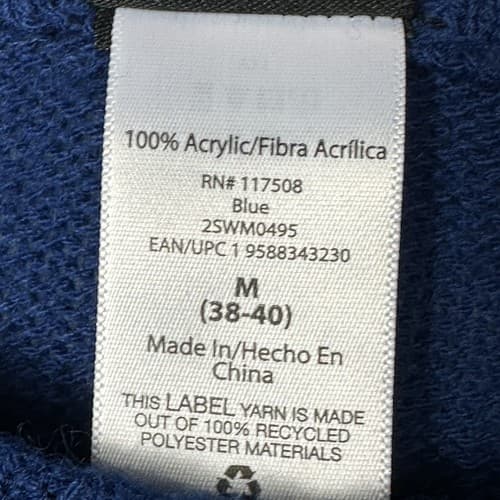 100% Acrylic/Fibra Acrílica
RN# 117508
Blue
2SWM0495
EAN/UPC 1 9588343230
M
(38-40)
Made In/Hecho En
China
THIS LABEL YARN IS MADE
OUT OF 100% RECYCLED
POLYESTER MATERIALS